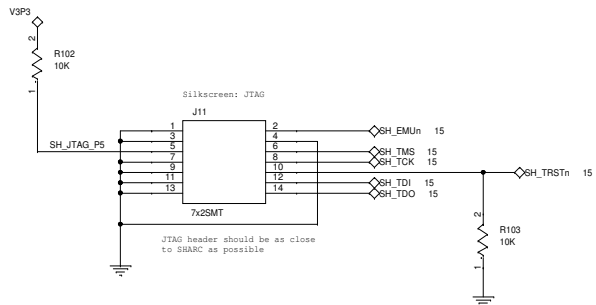 V3P3
2
R102
10K
1
Silkscreen: JTAG
J11
1 2 SH_EMUn 15
3 4
SH_JTAG_P5 5 6 SH_TMS 15
7 8 SH_TCK 15
9 10 SH_TRSTn 15
11 12 SH_TDI 15
13 14 SH_TDO 15
7x2SMT
2
R103
10K
1
JTAG header should be as close
to SHARC as possible